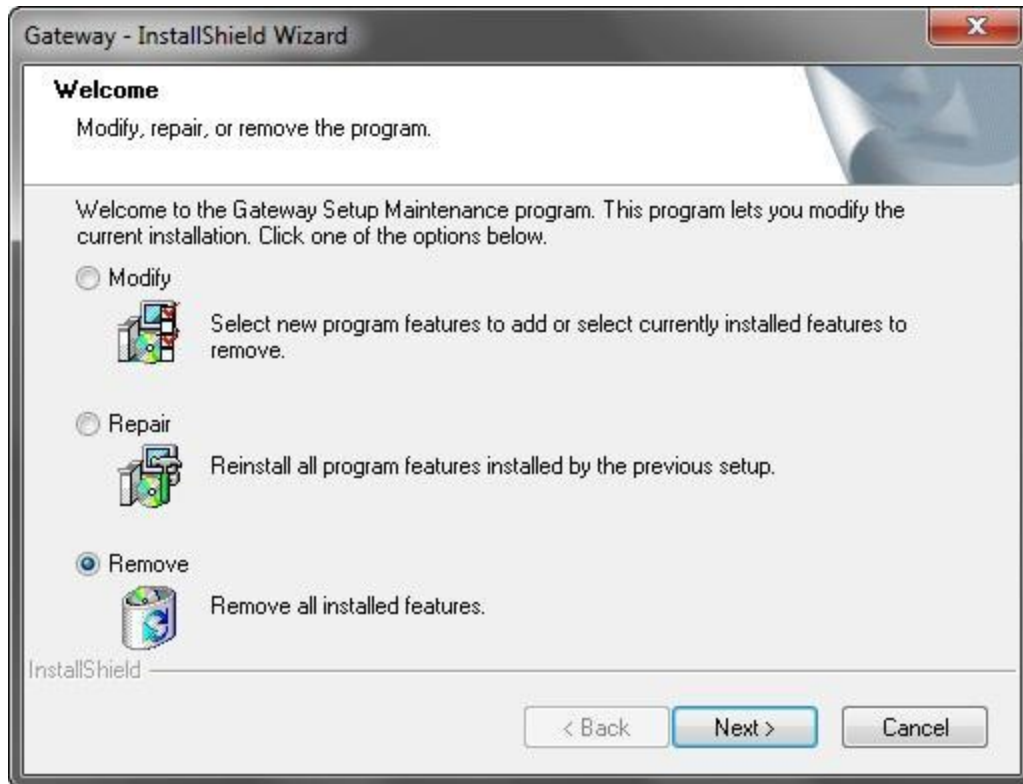 Gateway - InstallShield Wizard
Welcome
Modify, repair, or remove the program.
Welcome to the Gateway Setup Maintenance program. This program lets you modify the
current installation. Click one of the options below.
Modify
Select new program features to add or select currently installed features to
remove.
Repair
Reinstall all program features installed by the previous setup.
Remove
Remove all installed features.
InstallShield
< Back
Next >
Cancel